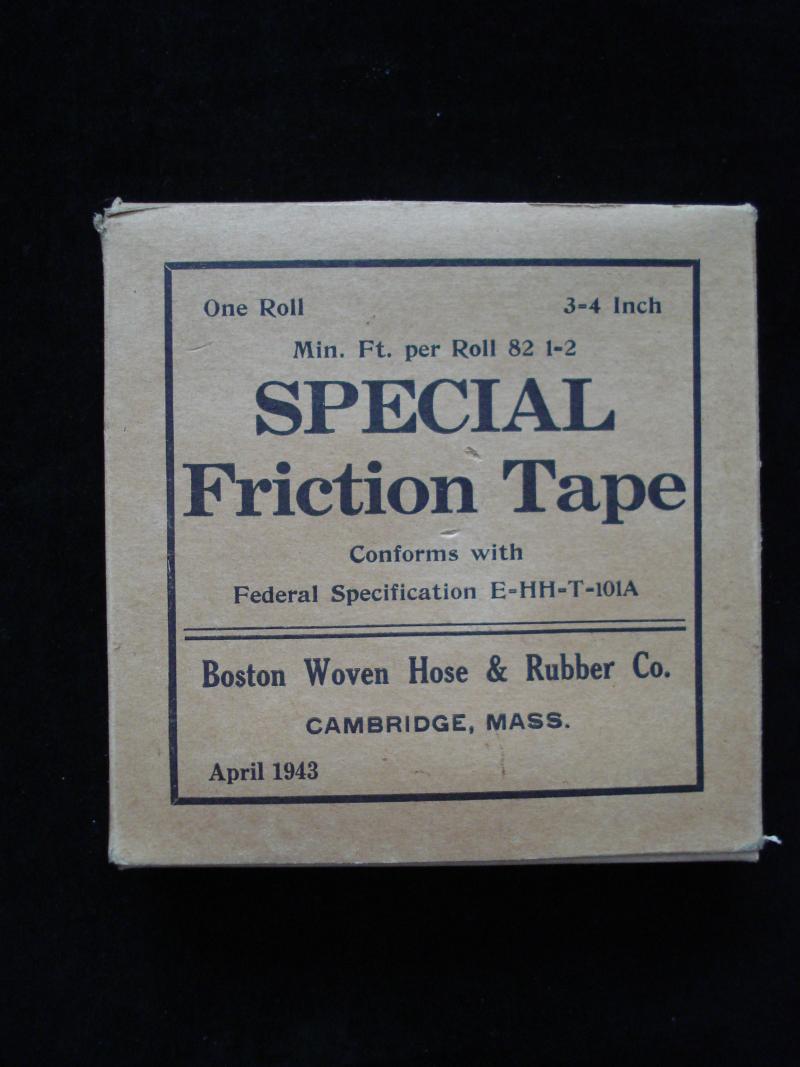 One Roll 3-4 Inch
Min. Ft. per Roll 82 1-2
SPECIAL
Friction Tape
Conforms with
Federal Specification E-HH-T-101A
Boston Woven Hose & Rubber Co.
CAMBRIDGE, MASS.
April 1943